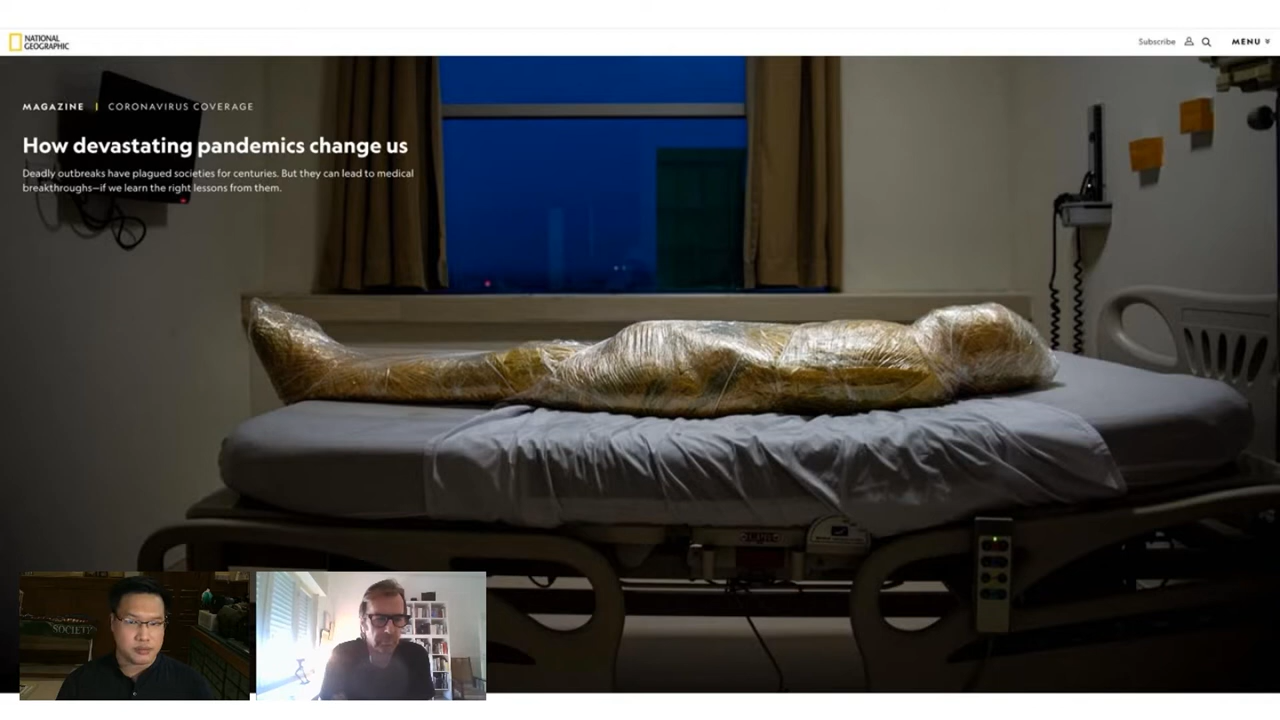 NATIONAL
GEOGRAPHIC
Subscribe
MENU
MAGAZINE | CORONAVIRUS COVERAGE
How devastating pandemics change us
Deadly outbreaks have plagued societies for centuries. But they can lead to medical
breakthroughs—if we learn the right lessons from them.
SOCIETY